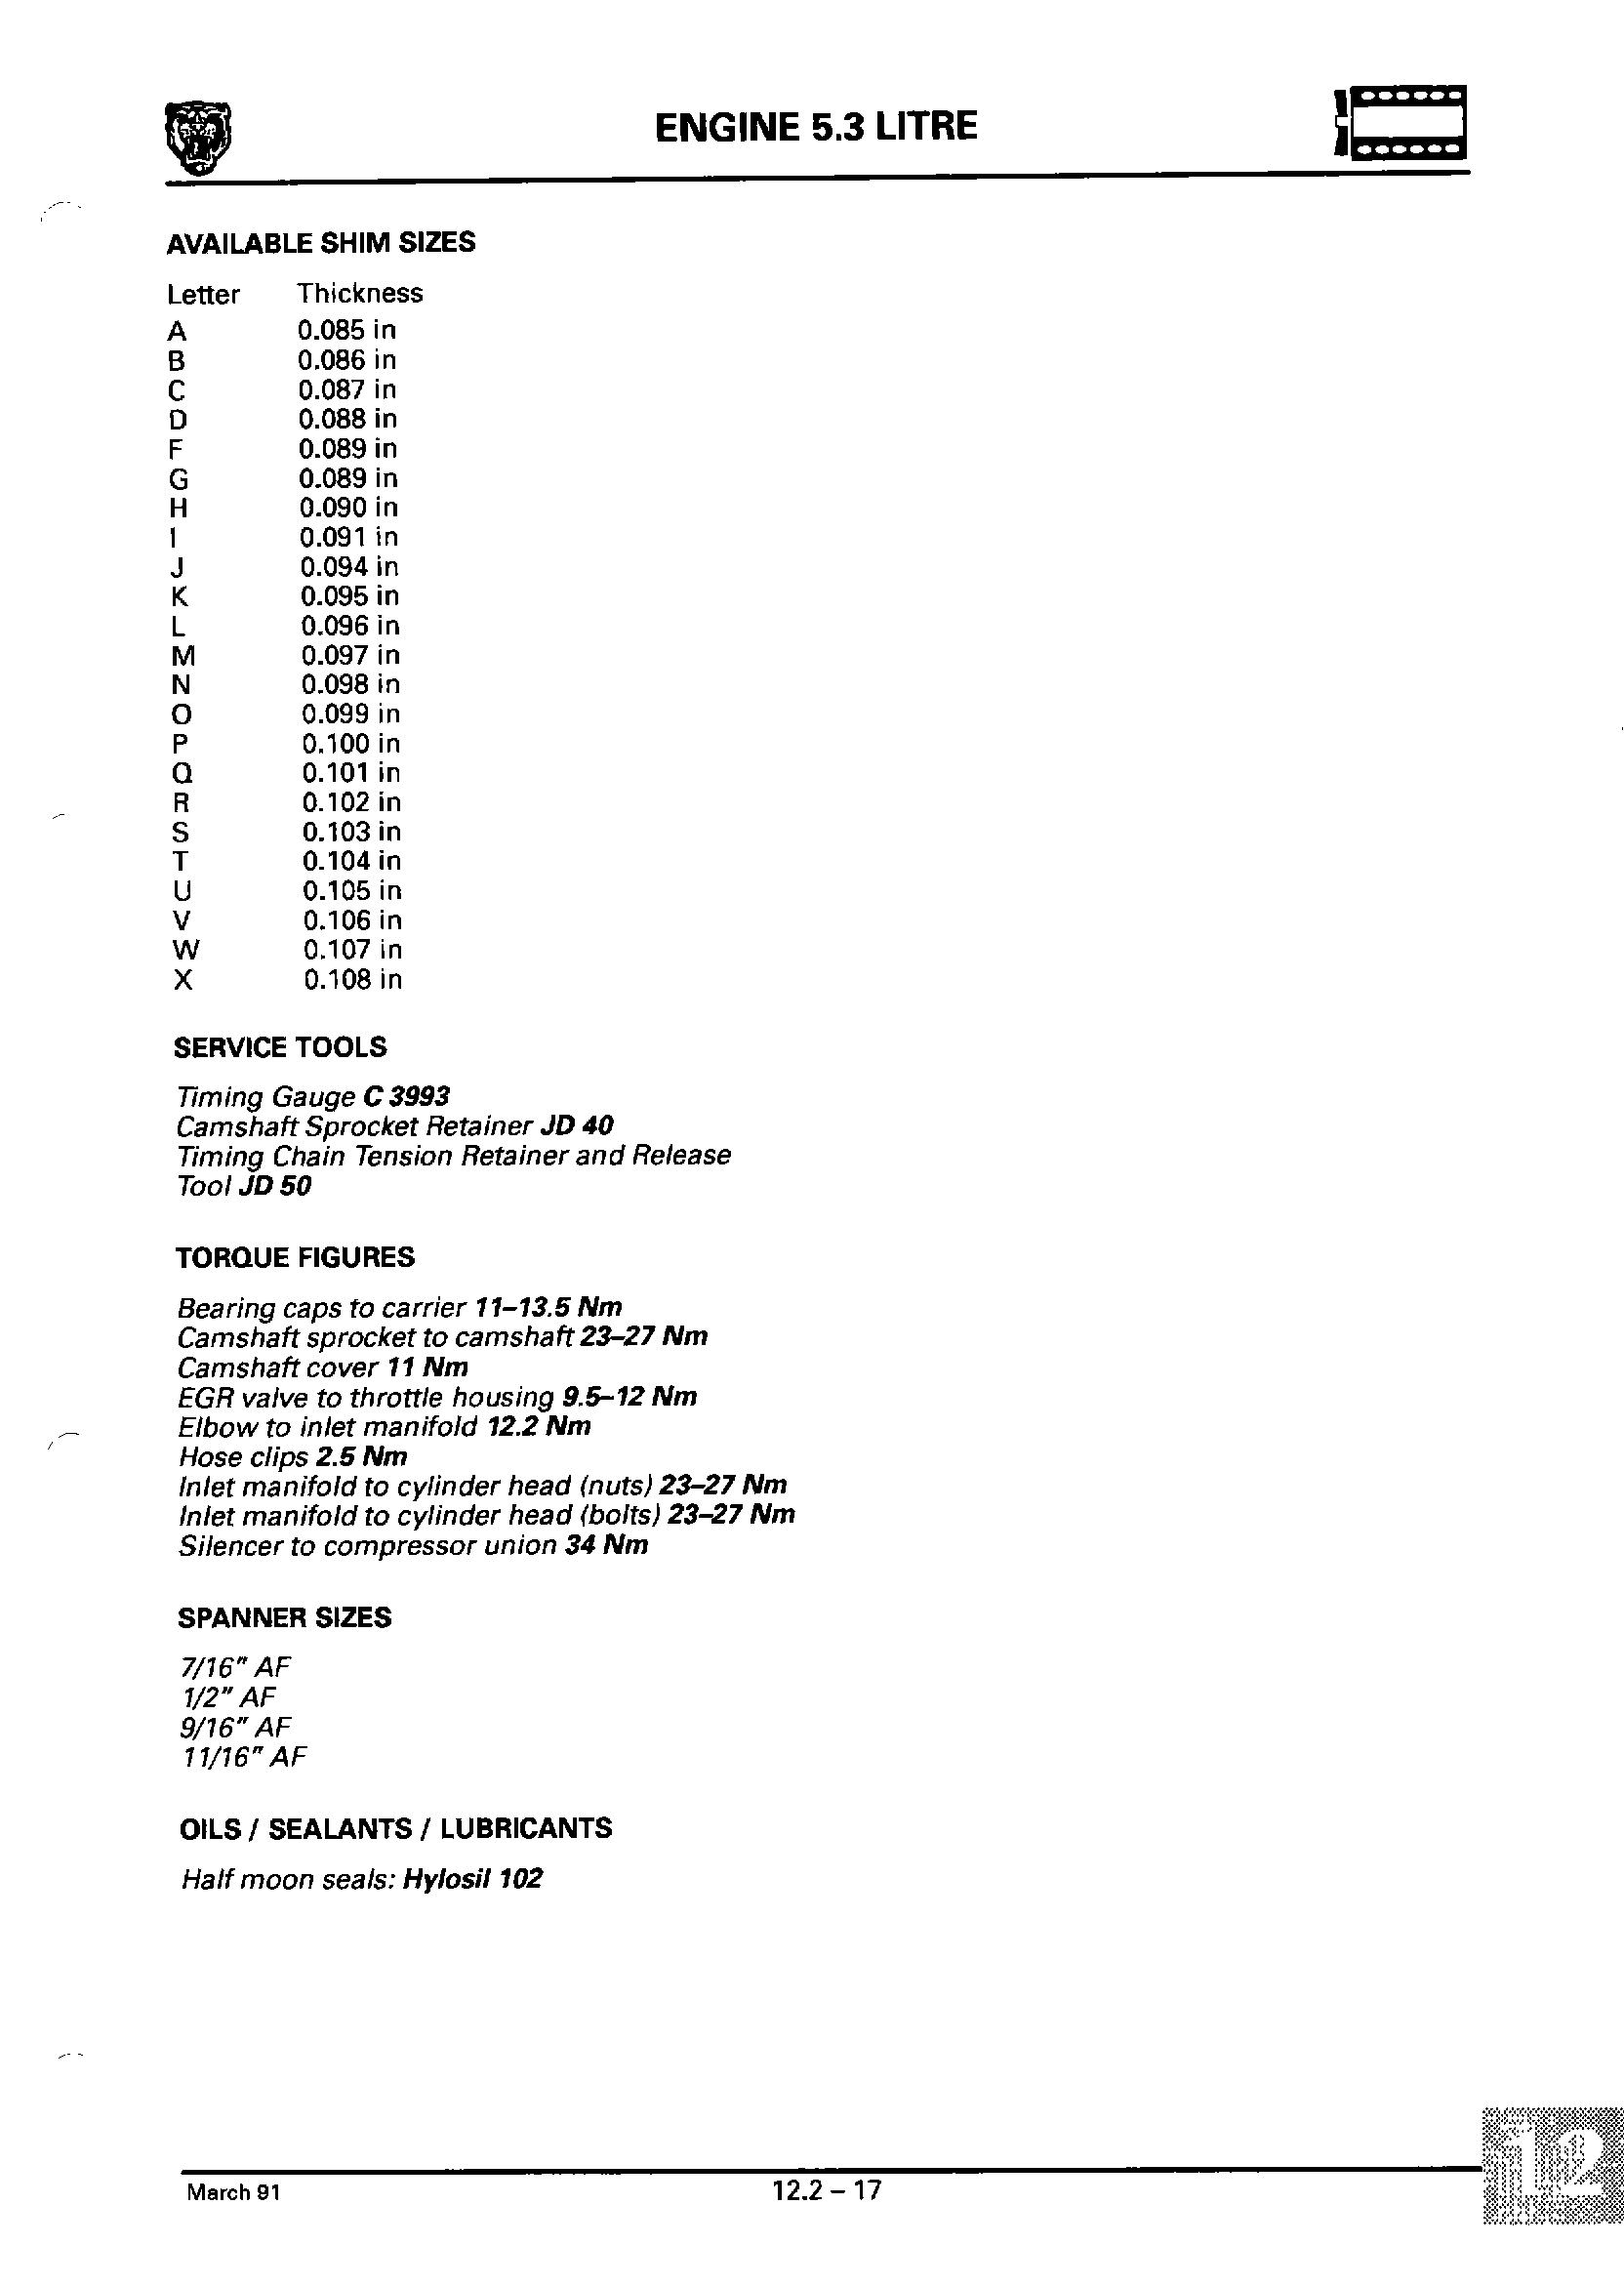 ENGINE 5.3 LITRE
AVAILABLE SHIM SIZES
Letter Thickness
A 0.085 in
B 0.086 in
C 0.087 in
D 0.088 in
F 0.089 in
G 0.089 in
H 0.090 in
I 0.091 in
J 0.094 in
K 0.095 in
L 0.096 in
M 0.097 in
N 0.098 in
O 0.099 in
P 0.100 in
Q 0.101 in
R 0.102 in
S 0.103 in
T 0.104 in
U 0.105 in
V 0.106 in
W 0.107 in
X 0.108 in
SERVICE TOOLS
Timing Gauge C 3993
Camshaft Sprocket Retainer JD 40
Timing Chain Tension Retainer and Release
Tool JD 50
TORQUE FIGURES
Bearing caps to carrier 11–13.5 Nm
Camshaft sprocket to camshaft 23–27 Nm
Camshaft cover 11 Nm
EGR valve to throttle housing 9.5–12 Nm
Elbow to inlet manifold 12.2 Nm
Hose clips 2.5 Nm
Inlet manifold to cylinder head (nuts) 23–27 Nm
Inlet manifold to cylinder head (bolts) 23–27 Nm
Silencer to compressor union 34 Nm
SPANNER SIZES
7/16" AF
1/2" AF
9/16" AF
11/16" AF
OILS / SEALANTS / LUBRICANTS
Half moon seals: Hylosil 102
12
March 91 12.2 – 17